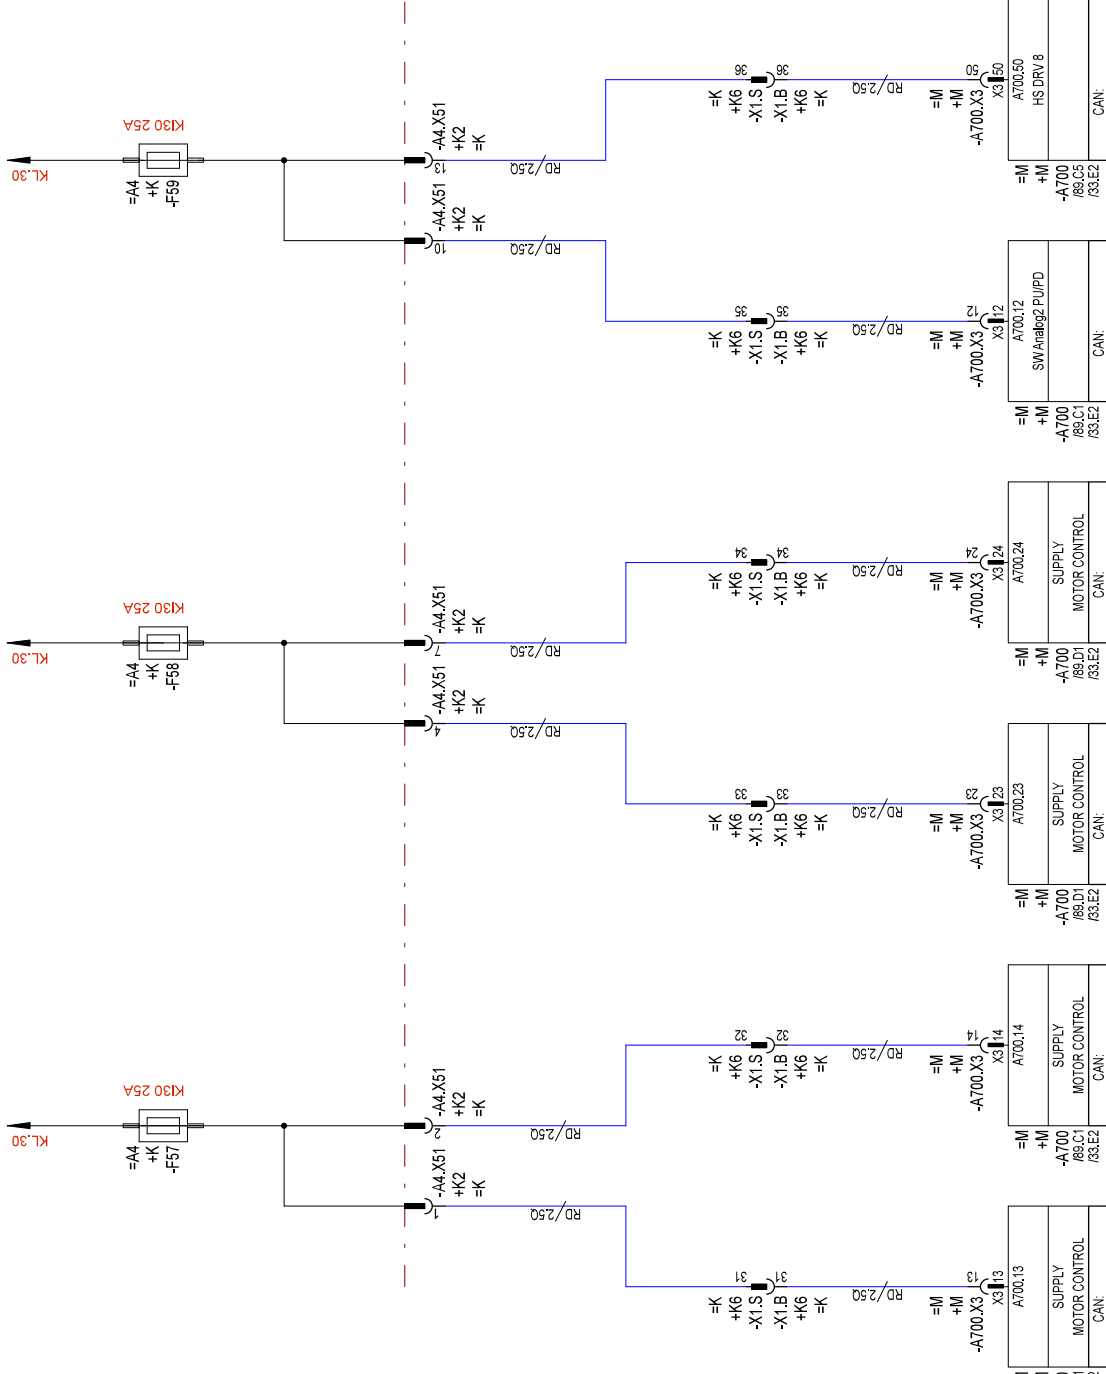 KL.30
KI30 25A
=A4
+K
-F59
-A4.X51
+K2
=K
13
RD/2.5Q
=K
+K6
-X1.S
36
-X1.B
36
+K6
=K
RD/2.5Q
=M
+M
-A700.X3
50
X3 50
A700.50
HS DRV 8
CAN:
=M
+M
-A700
/89.C5
/33.E2
-A4.X51
+K2
=K
10
RD/2.5Q
=K
+K6
-X1.S
35
-X1.B
35
+K6
=K
RD/2.5Q
=M
+M
-A700.X3
12
X3 12
A700.12
SW Analog2 PU/PD
CAN:
=M
+M
-A700
/89.C1
/33.E2
KL.30
KI30 25A
=A4
+K
-F58
-A4.X51
+K2
=K
7
RD/2.5Q
=K
+K6
-X1.S
34
-X1.B
34
+K6
=K
RD/2.5Q
=M
+M
-A700.X3
24
X3 24
A700.24
SUPPLY
MOTOR CONTROL
CAN:
=M
+M
-A700
/89.D1
/33.E2
-A4.X51
+K2
=K
4
RD/2.5Q
=K
+K6
-X1.S
33
-X1.B
33
+K6
=K
RD/2.5Q
=M
+M
-A700.X3
23
X3 23
A700.23
SUPPLY
MOTOR CONTROL
CAN:
=M
+M
-A700
/89.D1
/33.E2
KL.30
KI30 25A
=A4
+K
-F57
-A4.X51
+K2
=K
2
RD/2.5Q
=K
+K6
-X1.S
32
-X1.B
32
+K6
=K
RD/2.5Q
=M
+M
-A700.X3
14
X3 14
A700.14
SUPPLY
MOTOR CONTROL
CAN:
=M
+M
-A700
/89.C1
/33.E2
-A4.X51
+K2
=K
1
RD/2.5Q
=K
+K6
-X1.S
31
-X1.B
31
+K6
=K
RD/2.5Q
=M
+M
-A700.X3
13
X3 13
A700.13
SUPPLY
MOTOR CONTROL
CAN: